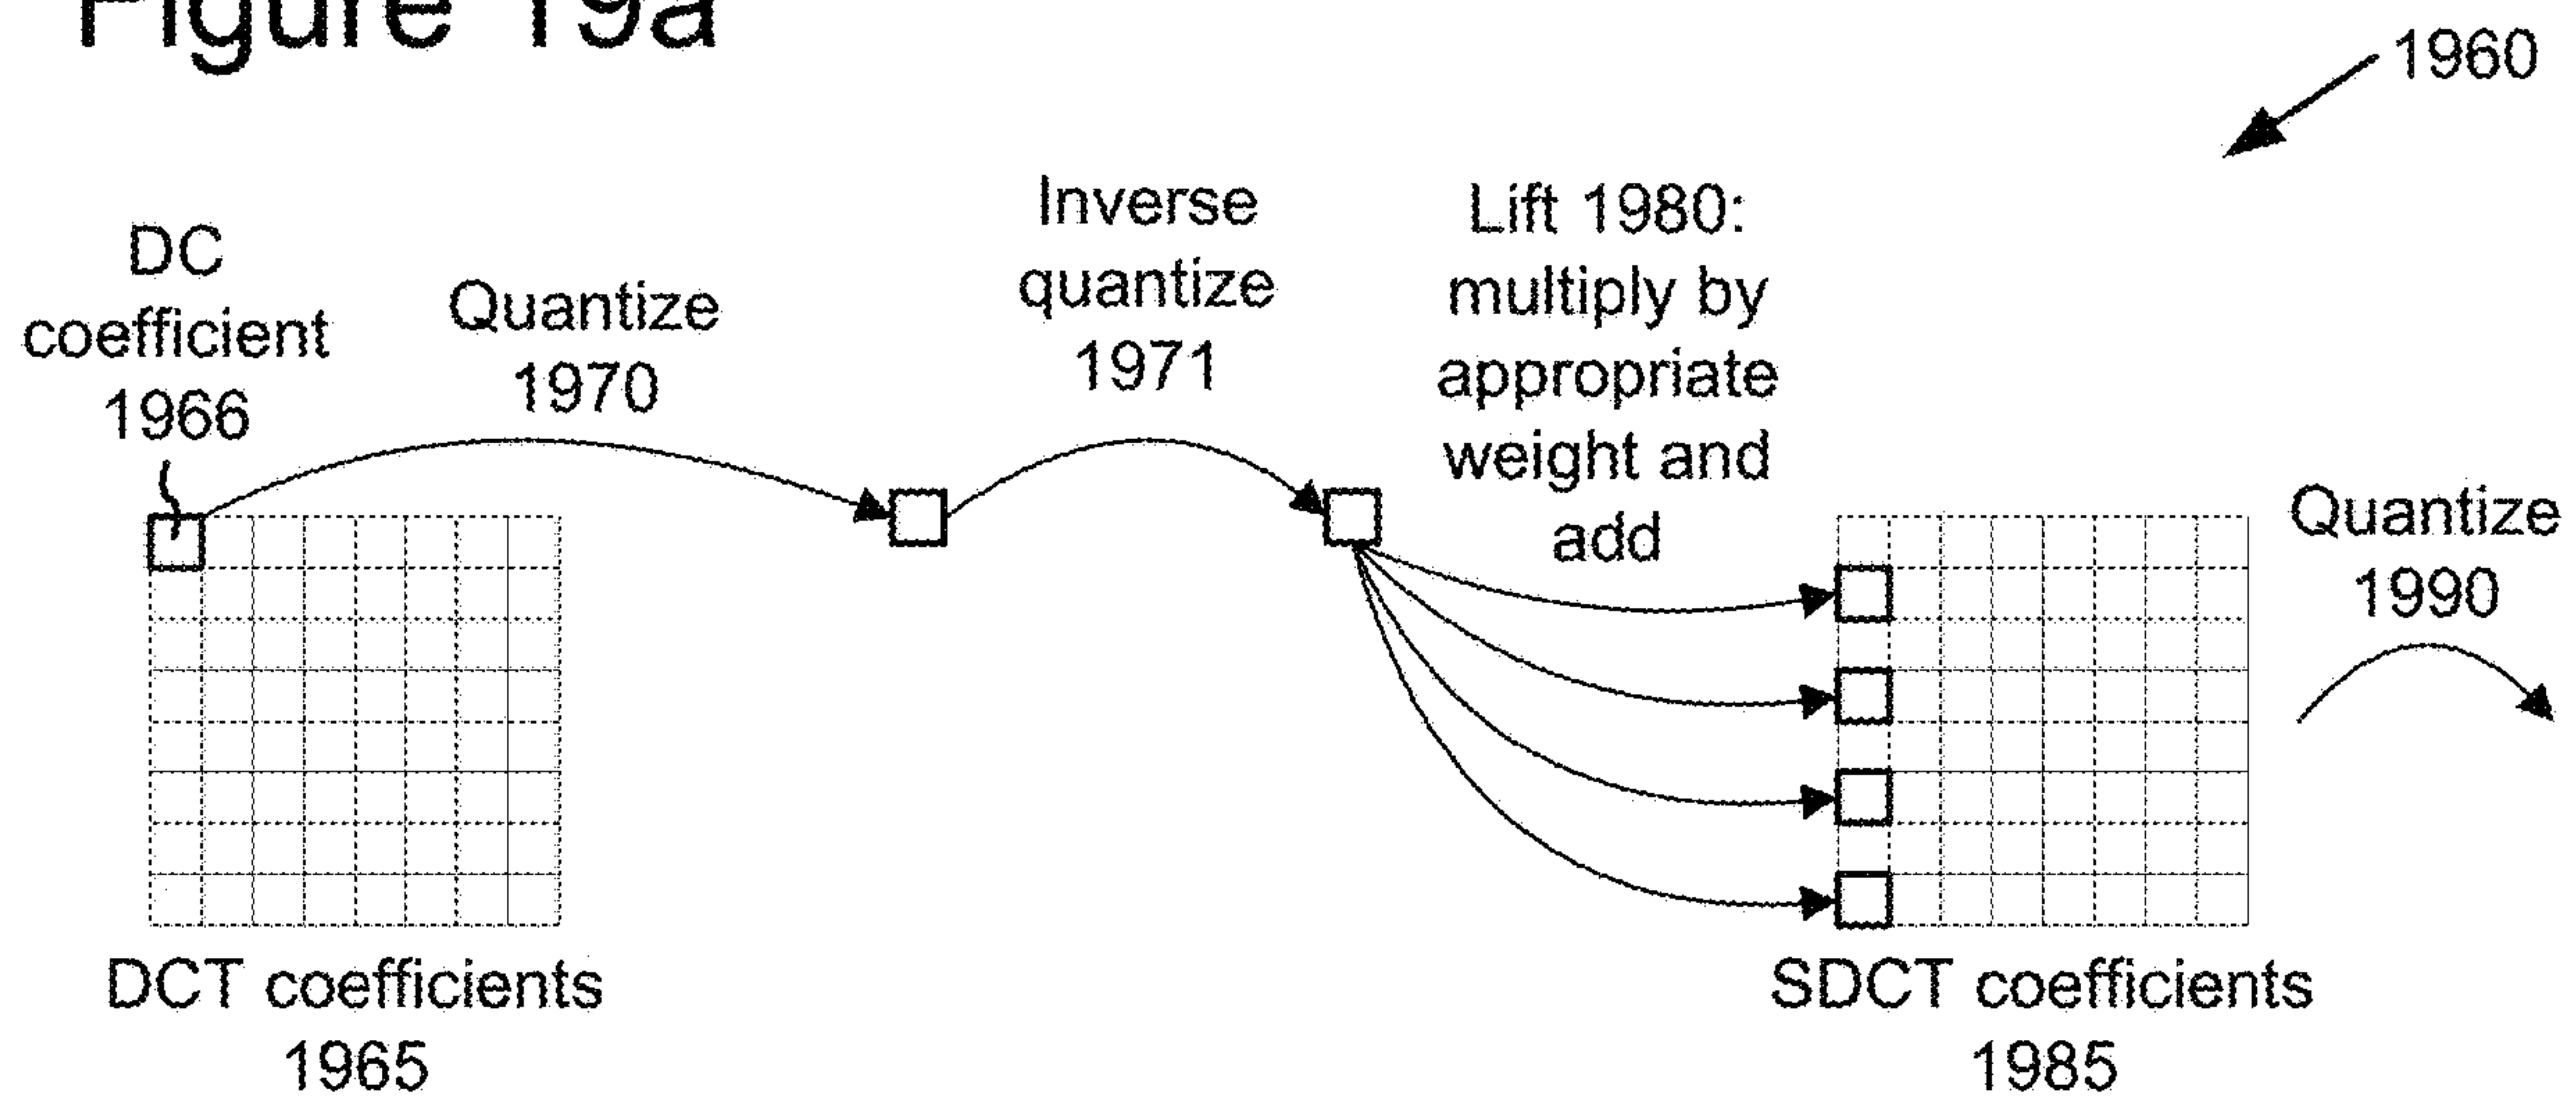 Figure 19a
1960
DC
coefficient
1966
Quantize
1970
Inverse
quantize
1971
Lift 1980:
multiply by
appropriate
weight and
add
Quantize
1990
DCT coefficients
1965
SDCT coefficients
1985